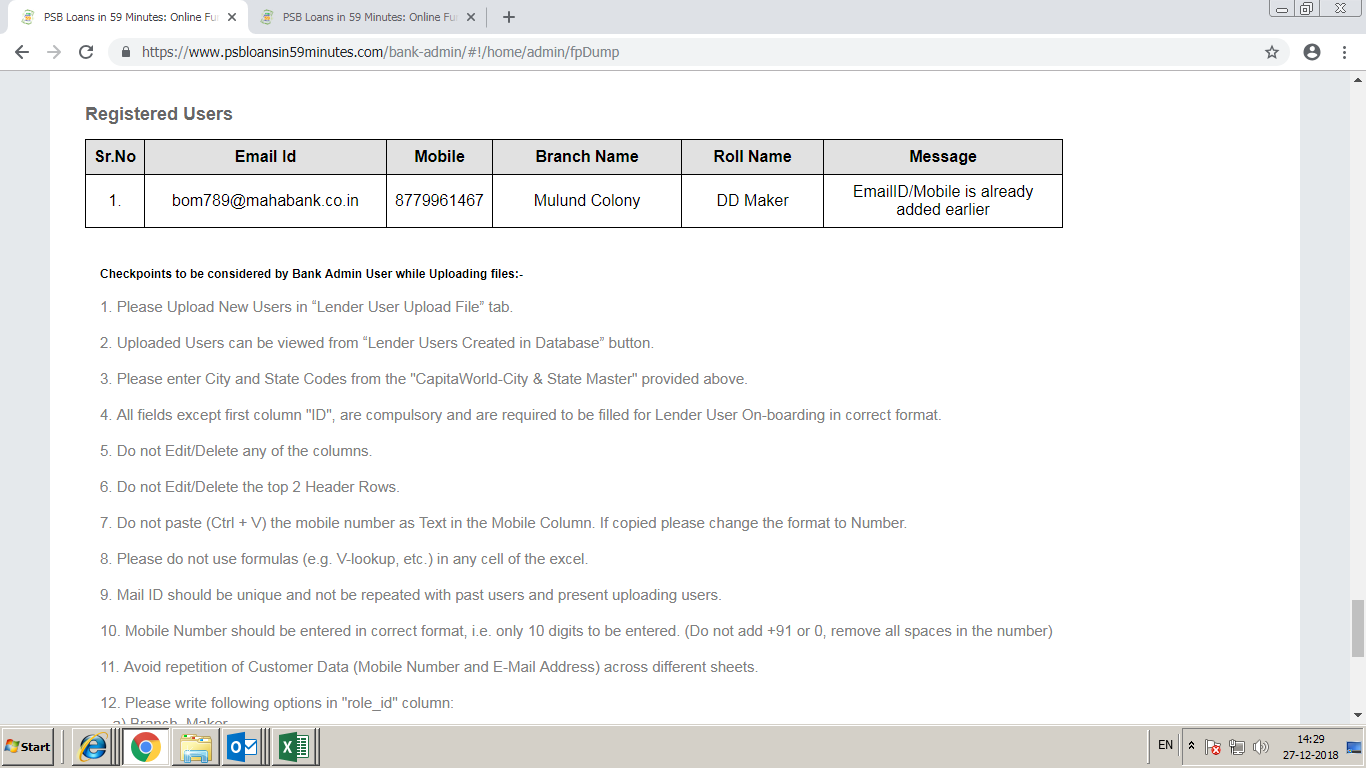 PSB Loans in 59 Minutes: Online Fu
PSB Loans in 59 Minutes: Online Fu
https://www.psbloansin59minutes.com/bank-admin/#!/home/admin/fpDump
Registered Users
Sr.No Email Id Mobile Branch Name Roll Name Message
1. bom789@mahabank.co.in 8779961467 Mulund Colony DD Maker EmailID/Mobile is already
added earlier
Checkpoints to be considered by Bank Admin User while Uploading files:-
1. Please Upload New Users in “Lender User Upload File” tab.
2. Uploaded Users can be viewed from “Lender Users Created in Database” button.
3. Please enter City and State Codes from the "CapitaWorld-City & State Master" provided above.
4. All fields except first column "ID", are compulsory and are required to be filled for Lender User On-boarding in correct format.
5. Do not Edit/Delete any of the columns.
6. Do not Edit/Delete the top 2 Header Rows.
7. Do not paste (Ctrl + V) the mobile number as Text in the Mobile Column. If copied please change the format to Number.
8. Please do not use formulas (e.g. V-lookup, etc.) in any cell of the excel.
9. Mail ID should be unique and not be repeated with past users and present uploading users.
10. Mobile Number should be entered in correct format, i.e. only 10 digits to be entered. (Do not add +91 or 0, remove all spaces in the number)
11. Avoid repetition of Customer Data (Mobile Number and E-Mail Address) across different sheets.
12. Please write following options in "role_id" column:
a) Branch_Maker
Start
EN
14:29
27-12-2018